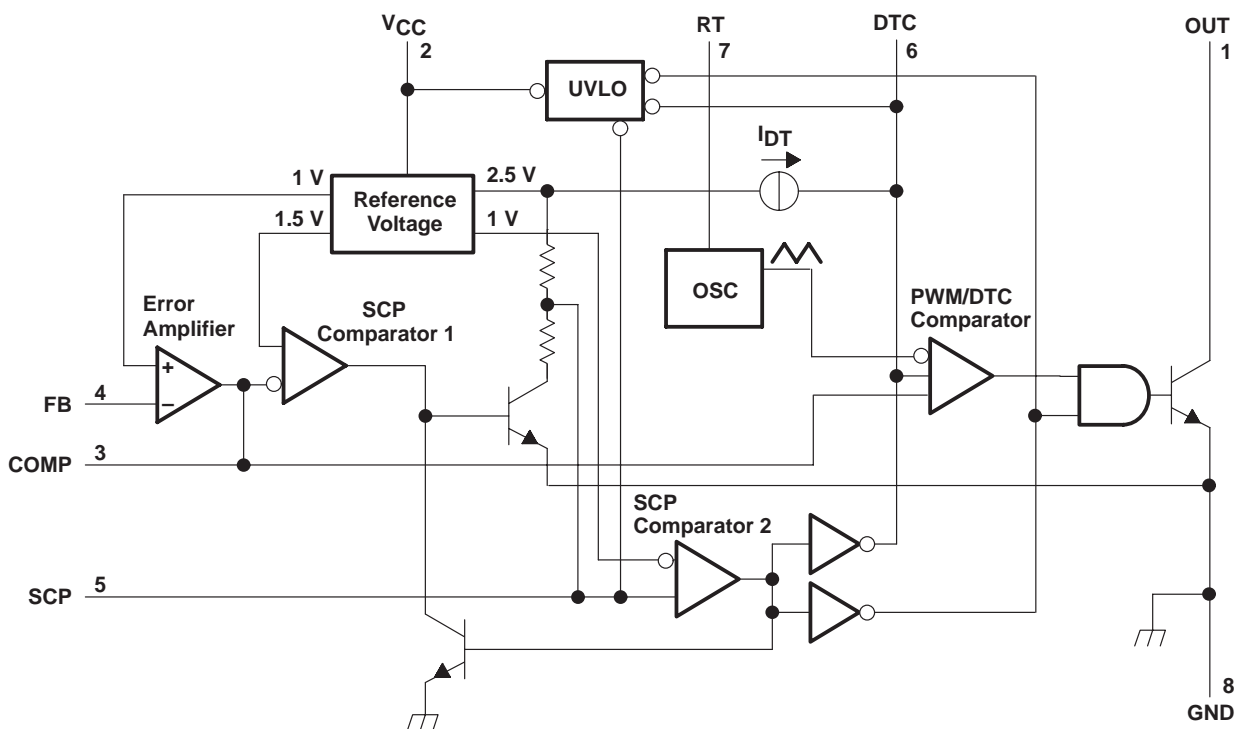 VCC
2
RT
7
DTC
6
OUT
1
UVLO
IDT
1 V
2.5 V
Reference
Voltage
1.5 V
1 V
OSC
Error
Amplifier
SCP
Comparator 1
PWM/DTC
Comparator
+
−
FB
4
COMP
3
SCP
Comparator 2
SCP
5
8
GND